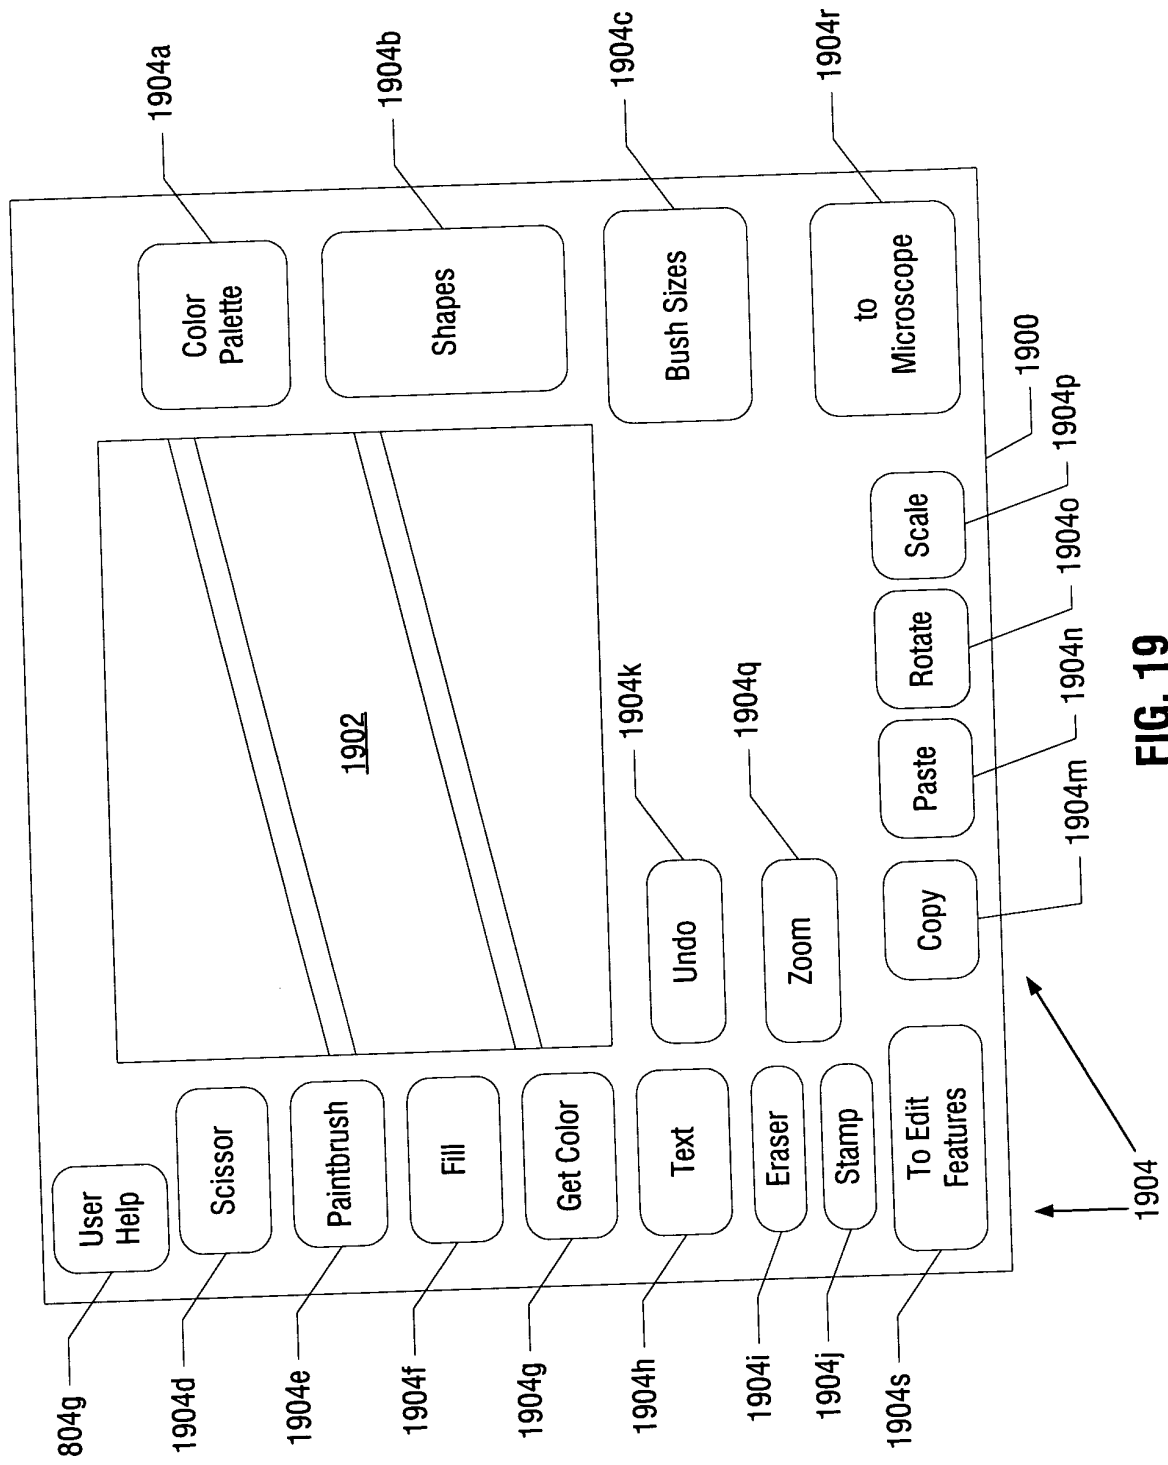 804g
User
Help
1904d
Scissor
1904e
Paintbrush
1904f
Fill
1904g
Get Color
1904h
Text
1904i
Eraser
1904j
Stamp
1904s
To Edit
Features
1904
1902
Undo
1904k
Zoom
1904q
Copy
1904m
Paste
1904n
Rotate
1904o
Scale
1904p
1900
Color
Palette
1904a
Shapes
1904b
Bush Sizes
1904c
to
Microscope
1904r
FIG. 19